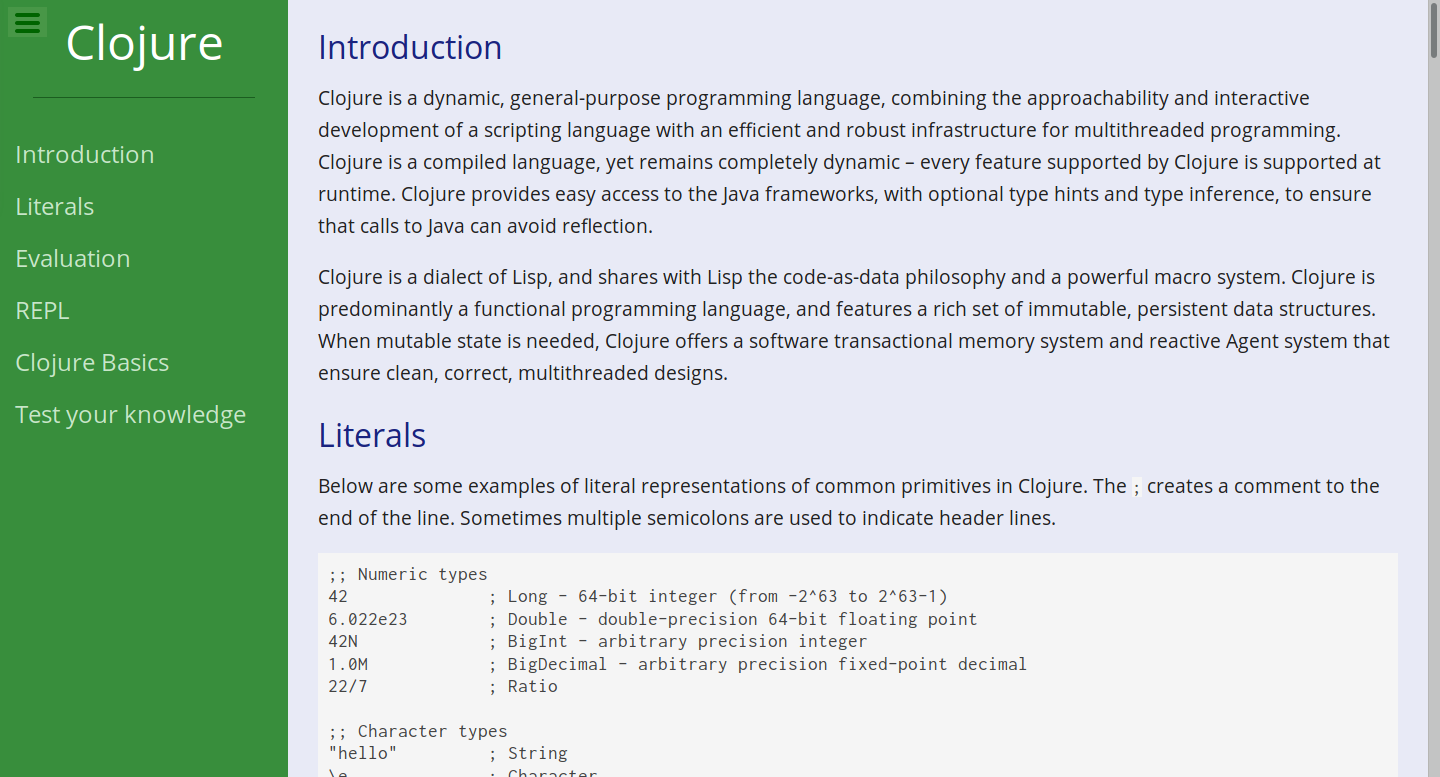 Clojure
Introduction
Literals
Evaluation
REPL
Clojure Basics
Test your knowledge
Introduction
Clojure is a dynamic, general-purpose programming language, combining the approachability and interactive
development of a scripting language with an efficient and robust infrastructure for multithreaded programming.
Clojure is a compiled language, yet remains completely dynamic – every feature supported by Clojure is supported at
runtime. Clojure provides easy access to the Java frameworks, with optional type hints and type inference, to ensure
that calls to Java can avoid reflection.
Clojure is a dialect of Lisp, and shares with Lisp the code-as-data philosophy and a powerful macro system. Clojure is
predominantly a functional programming language, and features a rich set of immutable, persistent data structures.
When mutable state is needed, Clojure offers a software transactional memory system and reactive Agent system that
ensure clean, correct, multithreaded designs.
Literals
Below are some examples of literal representations of common primitives in Clojure. The ; creates a comment to the
end of the line. Sometimes multiple semicolons are used to indicate header lines.
;; Numeric types
42              ; Long - 64-bit integer (from -2^63 to 2^63-1)
6.022e23        ; Double - double-precision 64-bit floating point
42N             ; BigInt - arbitrary precision integer
1.0M            ; BigDecimal - arbitrary precision fixed-point decimal
22/7            ; Ratio
;; Character types
"hello"         ; String
\e              ; Character